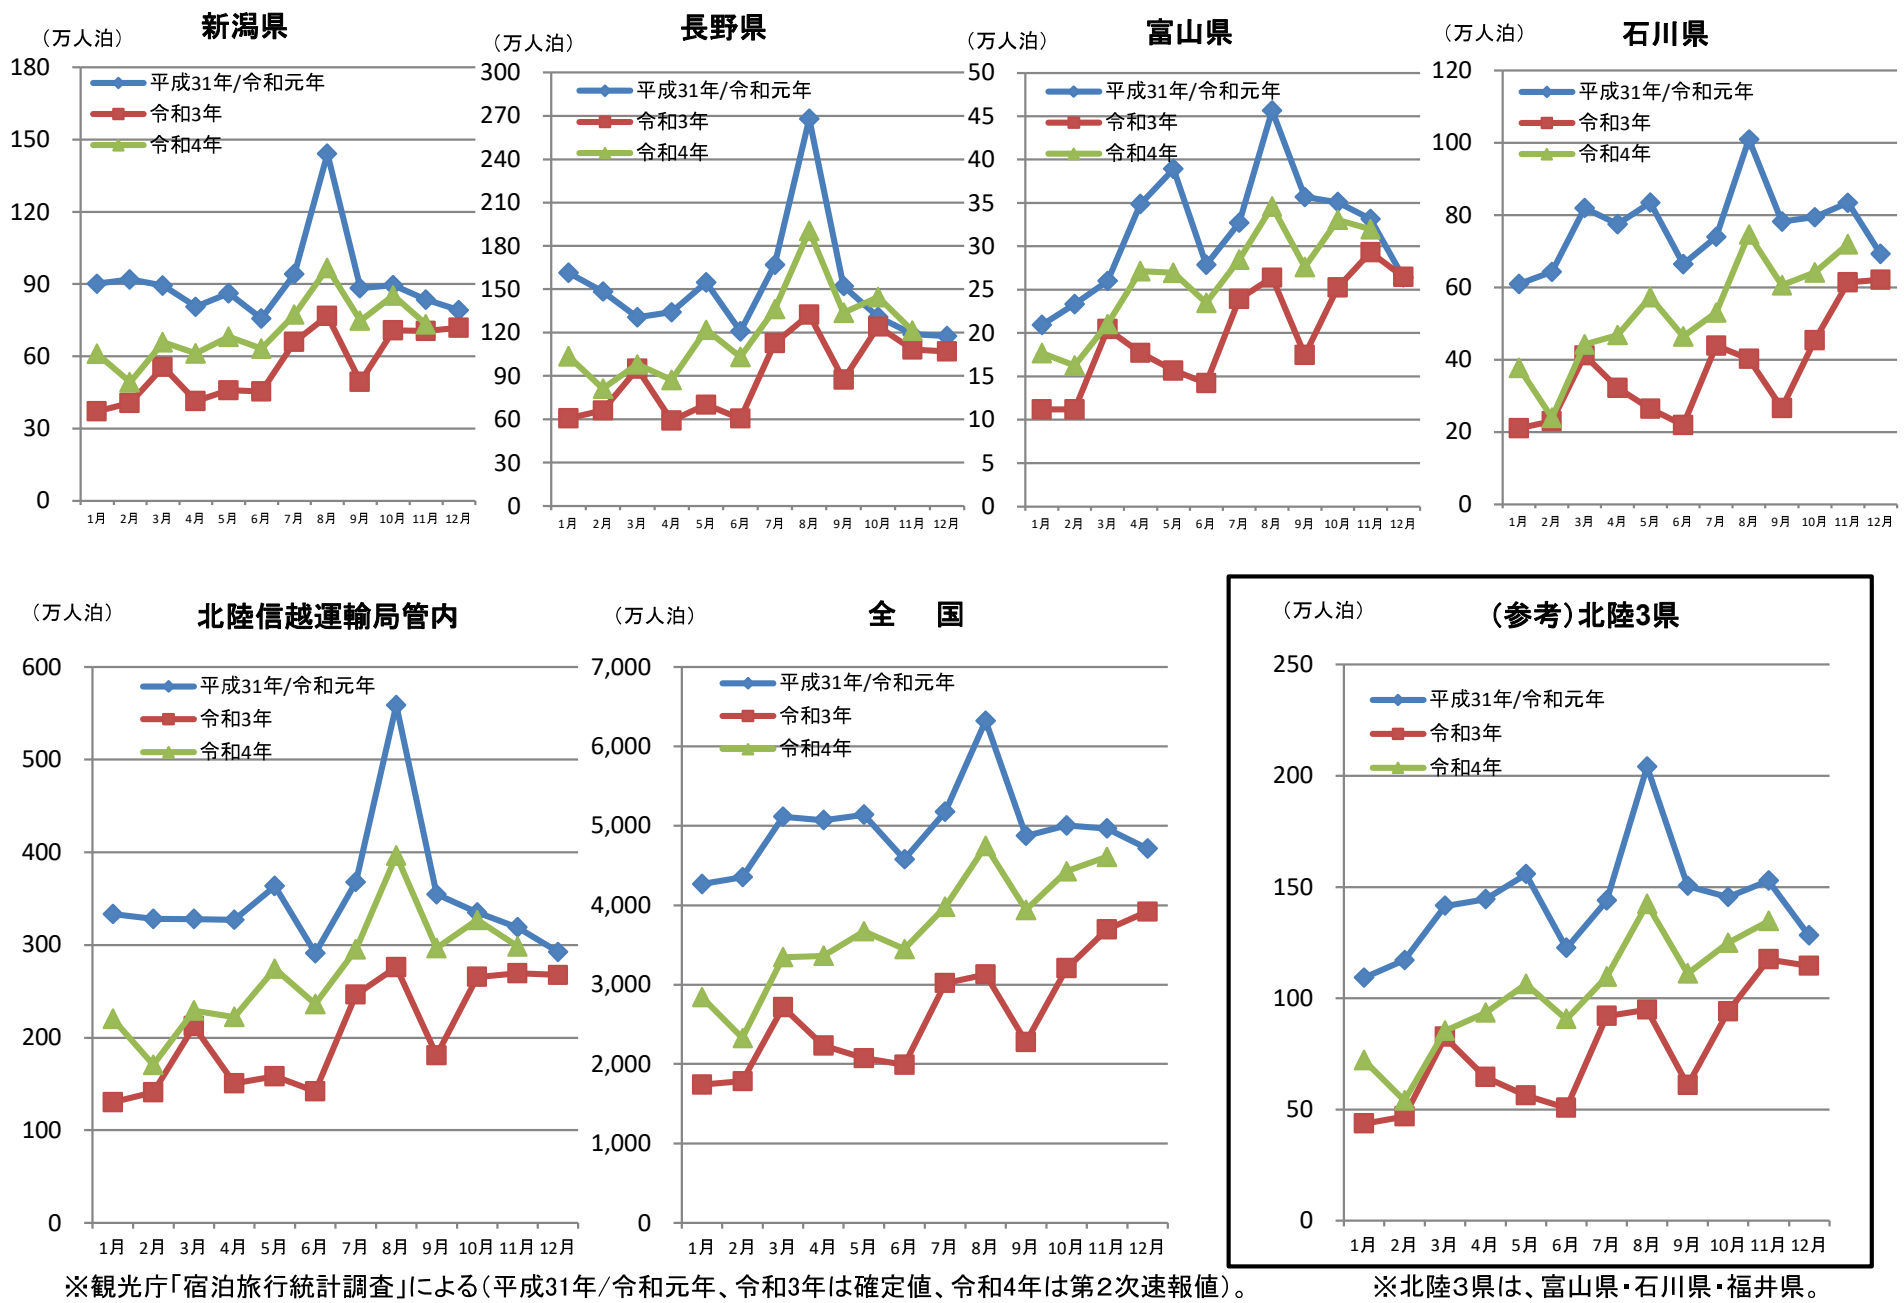 新潟県
（万人泊）
180
150
120
90
60
30
0
平成31年/令和元年
令和3年
令和4年
1月 2月 3月 4月 5月 6月 7月 8月 9月 10月 11月 12月
長野県
（万人泊）
300
270
240
210
180
150
120
90
60
30
0
平成31年/令和元年
令和3年
令和4年
1月 2月 3月 4月 5月 6月 7月 8月 9月 10月 11月 12月
富山県
（万人泊）
50
45
40
35
30
25
20
15
10
5
0
平成31年/令和元年
令和3年
令和4年
1月 2月 3月 4月 5月 6月 7月 8月 9月 10月 11月 12月
石川県
（万人泊）
120
100
80
60
40
20
0
平成31年/令和元年
令和3年
令和4年
1月 2月 3月 4月 5月 6月 7月 8月 9月 10月 11月 12月
北陸信越運輸局管内
（万人泊）
600
500
400
300
200
100
0
平成31年/令和元年
令和3年
令和4年
1月 2月 3月 4月 5月 6月 7月 8月 9月 10月 11月 12月
全　国
（万人泊）
7,000
6,000
5,000
4,000
3,000
2,000
1,000
0
平成31年/令和元年
令和3年
令和4年
1月 2月 3月 4月 5月 6月 7月 8月 9月 10月 11月 12月
（参考）北陸3県
（万人泊）
250
200
150
100
50
0
平成31年/令和元年
令和3年
令和4年
1月 2月 3月 4月 5月 6月 7月 8月 9月 10月 11月 12月
※観光庁「宿泊旅行統計調査」による（平成31年/令和元年、令和3年は確定値、令和4年は第２次速報値）。
※北陸３県は、富山県・石川県・福井県。